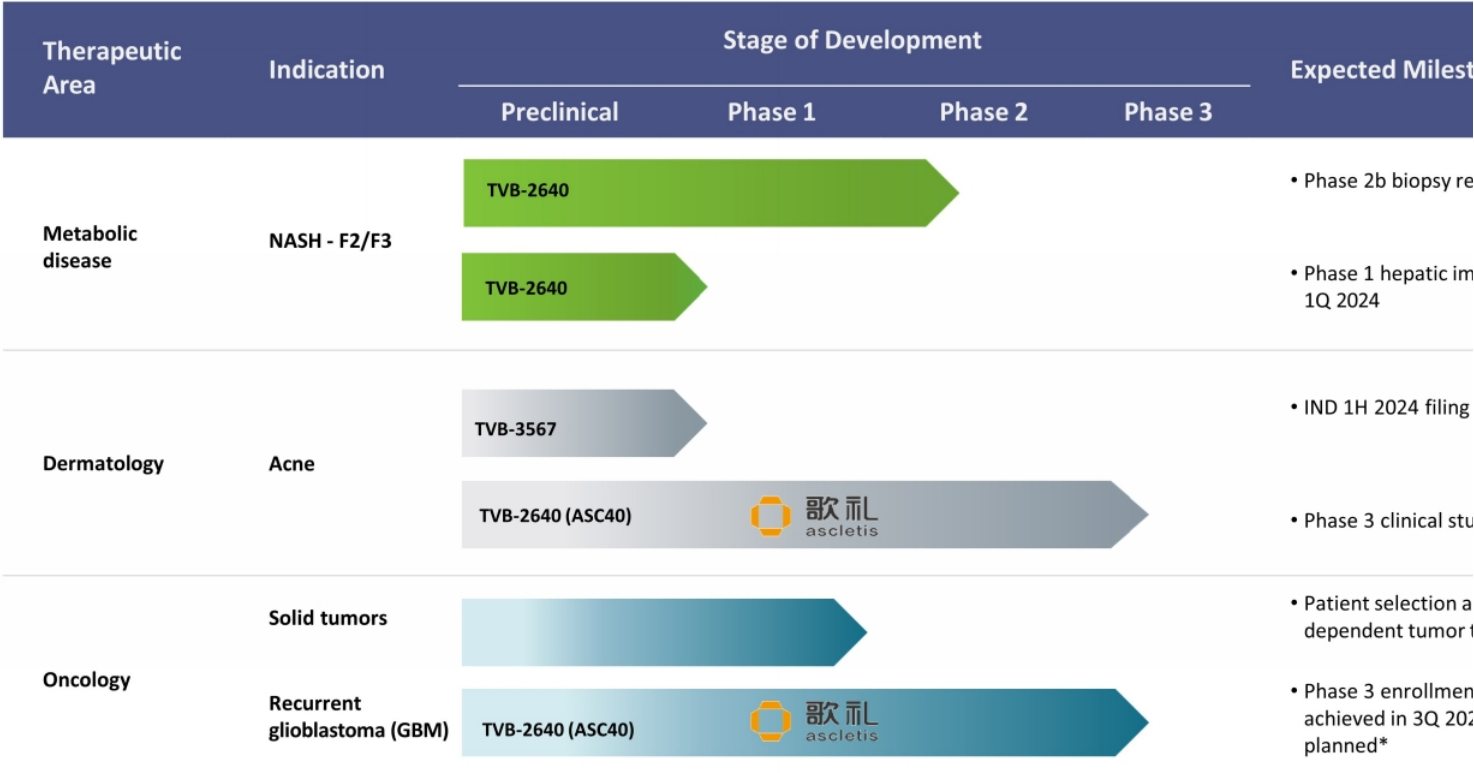 Therapeutic
Area
Indication
Stage of Development
Preclinical
Phase 1
Phase 2
Phase 3
Expected Milest
Metabolic
disease
NASH - F2/F3
TVB-2640
• Phase 2b biopsy re
TVB-2640
• Phase 1 hepatic im
1Q 2024
Dermatology
Acne
TVB-3567
• IND 1H 2024 filing
TVB-2640 (ASC40)
歌礼
ascletis
• Phase 3 clinical stu
Oncology
Solid tumors
• Patient selection a
dependent tumor t
Recurrent
glioblastoma (GBM)
TVB-2640 (ASC40)
歌礼
ascletis
• Phase 3 enrollmen
achieved in 3Q 202
planned*